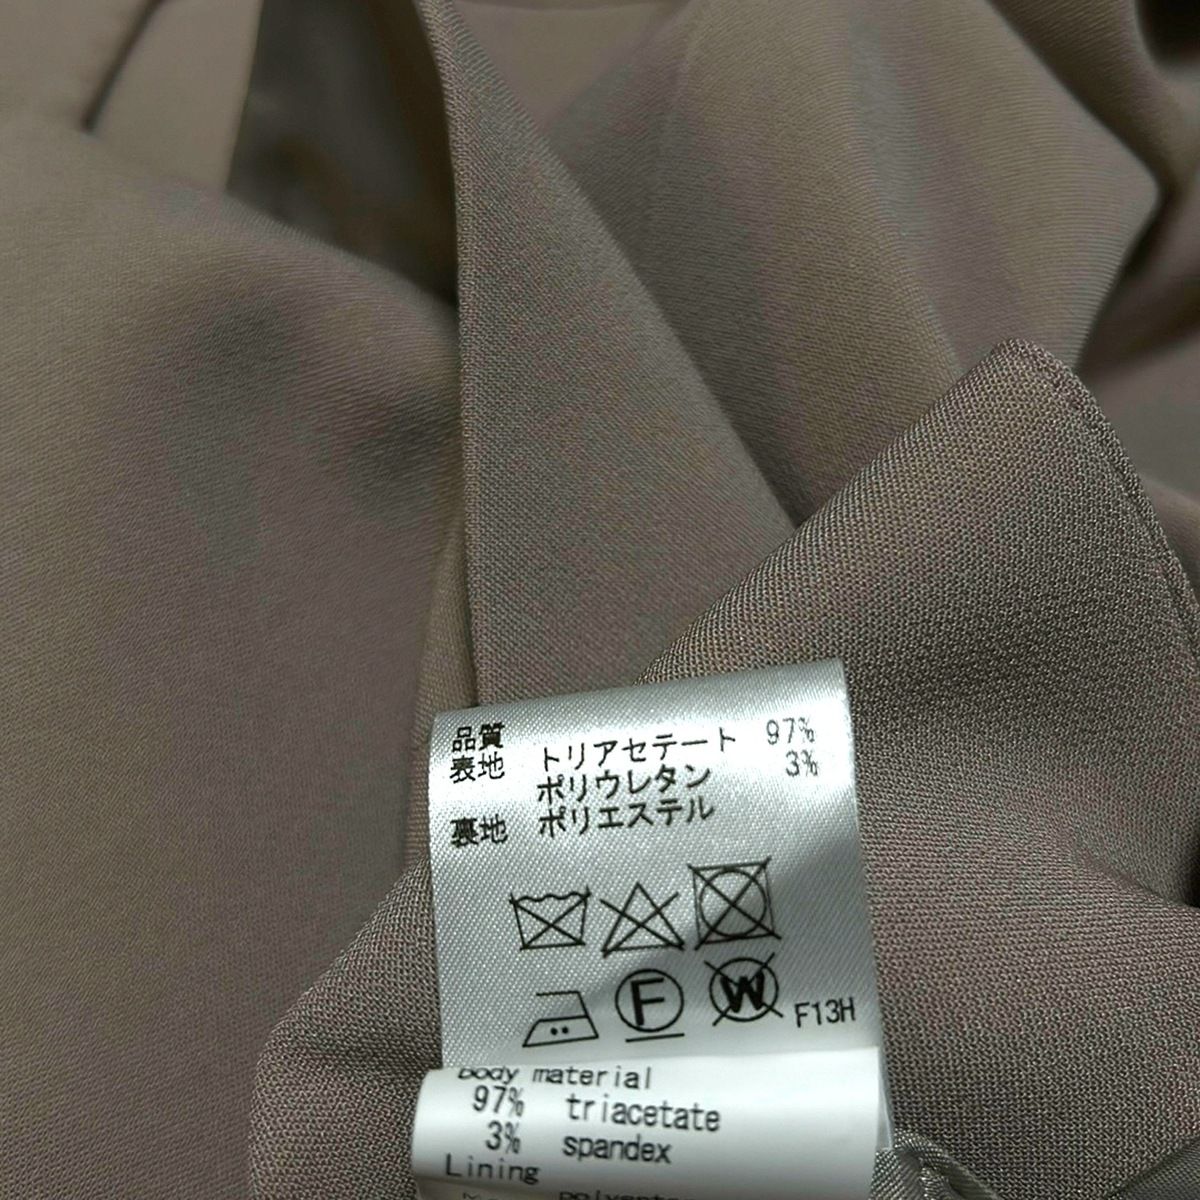 品質
表地 トリアセテート 97%
ポリウレタン 3%
裏地 ポリエステル
F W F13H
Body material
97% triacetate
3% spandex
Lining